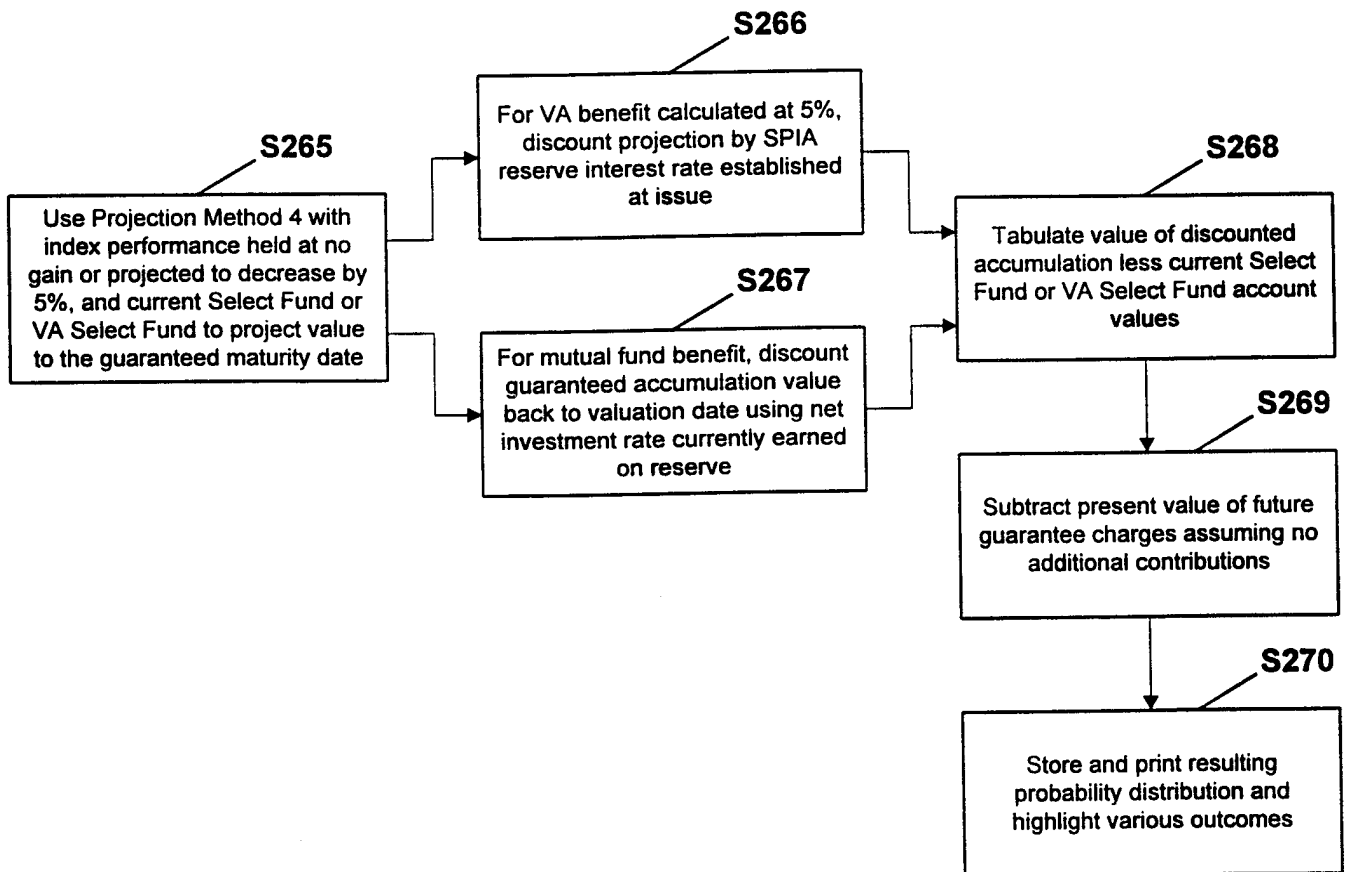 S265
Use Projection Method 4 with
index performance held at no
gain or projected to decrease by
5%, and current Select Fund or
VA Select Fund to project value
to the guaranteed maturity date
S266
For VA benefit calculated at 5%,
discount projection by SPIA
reserve interest rate established
at issue
S267
For mutual fund benefit, discount
guaranteed accumulation value
back to valuation date using net
investment rate currently earned
on reserve
S268
Tabulate value of discounted
accumulation less current Select
Fund or VA Select Fund account
values
S269
Subtract present value of future
guarantee charges assuming no
additional contributions
S270
Store and print resulting
probability distribution and
highlight various outcomes